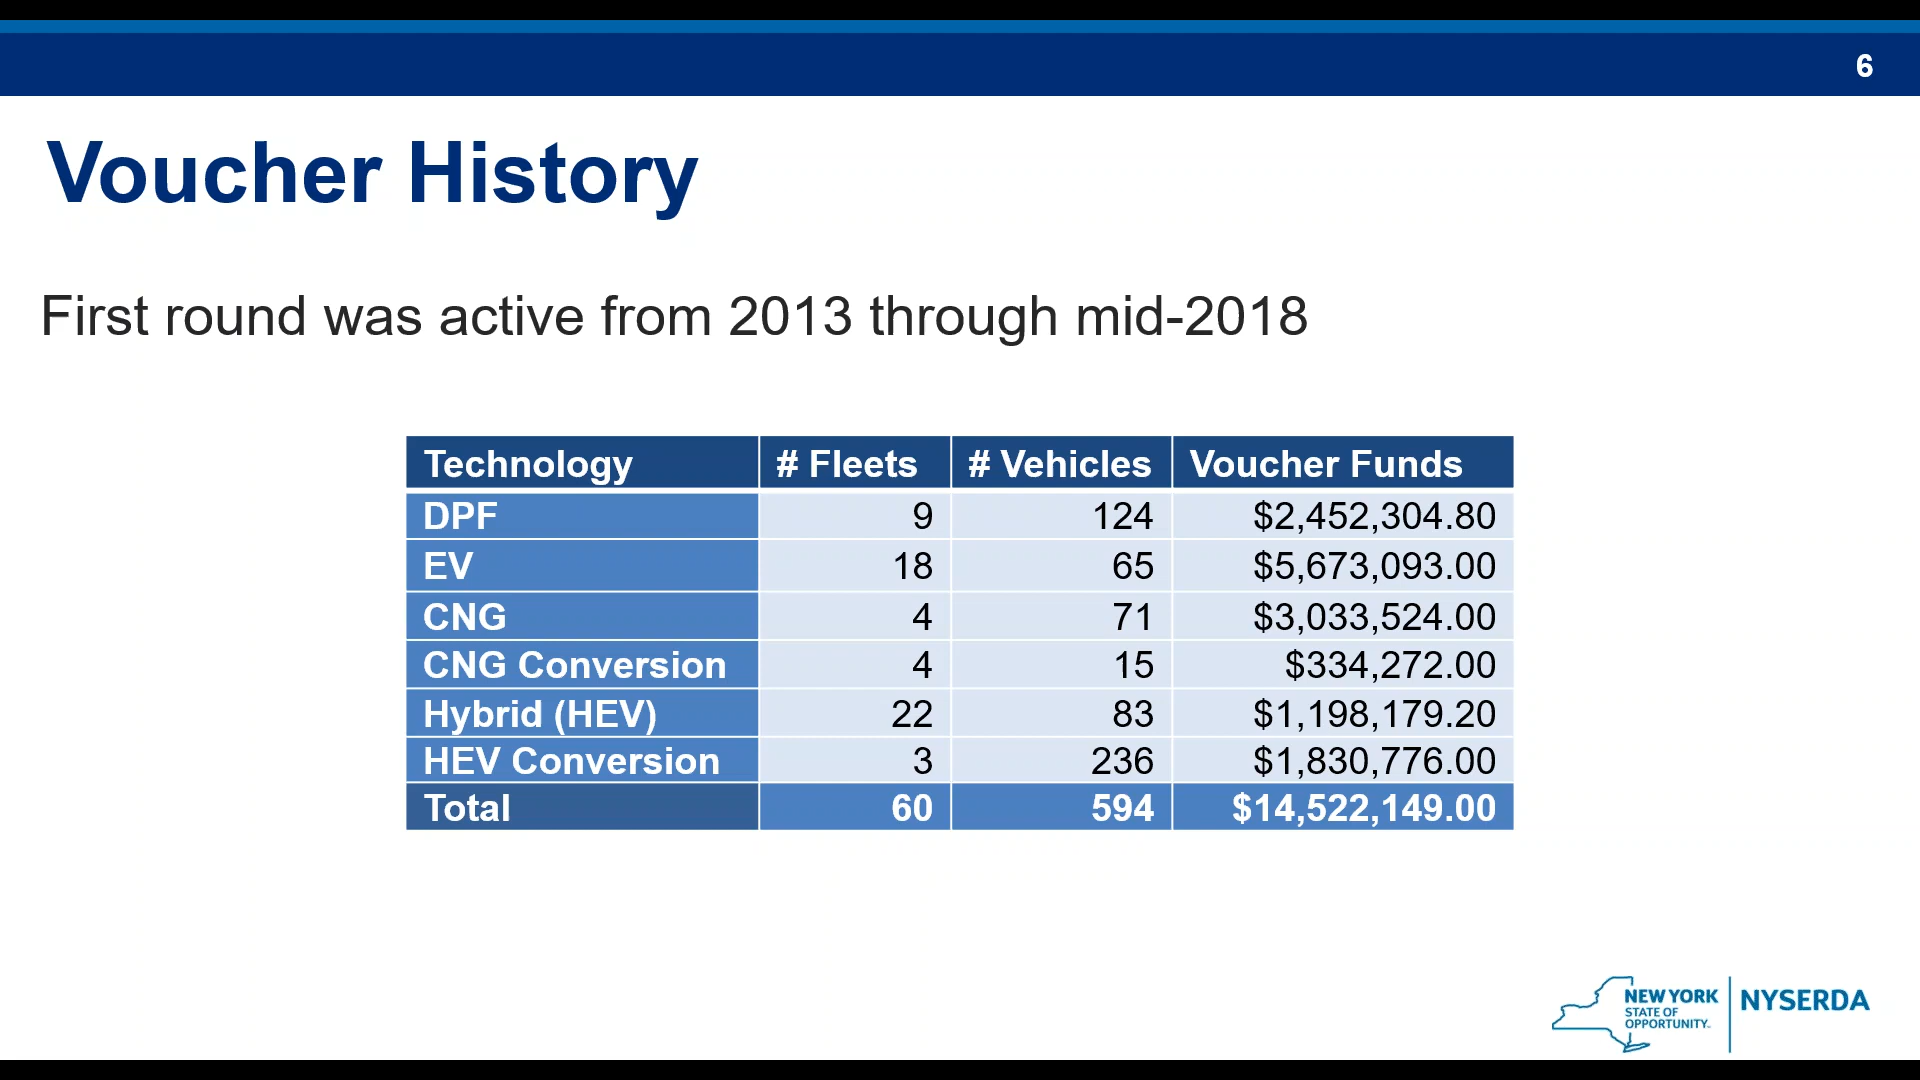 6
Voucher History
First round was active from 2013 through mid-2018
Technology # Fleets # Vehicles Voucher Funds
DPF 9 124 $2,452,304.80
EV 18 65 $5,673,093.00
CNG 4 71 $3,033,524.00
CNG Conversion 4 15 $334,272.00
Hybrid (HEV) 22 83 $1,198,179.20
HEV Conversion 3 236 $1,830,776.00
Total 60 594 $14,522,149.00
NEW YORK
STATE OF
OPPORTUNITY.
NYSERDA